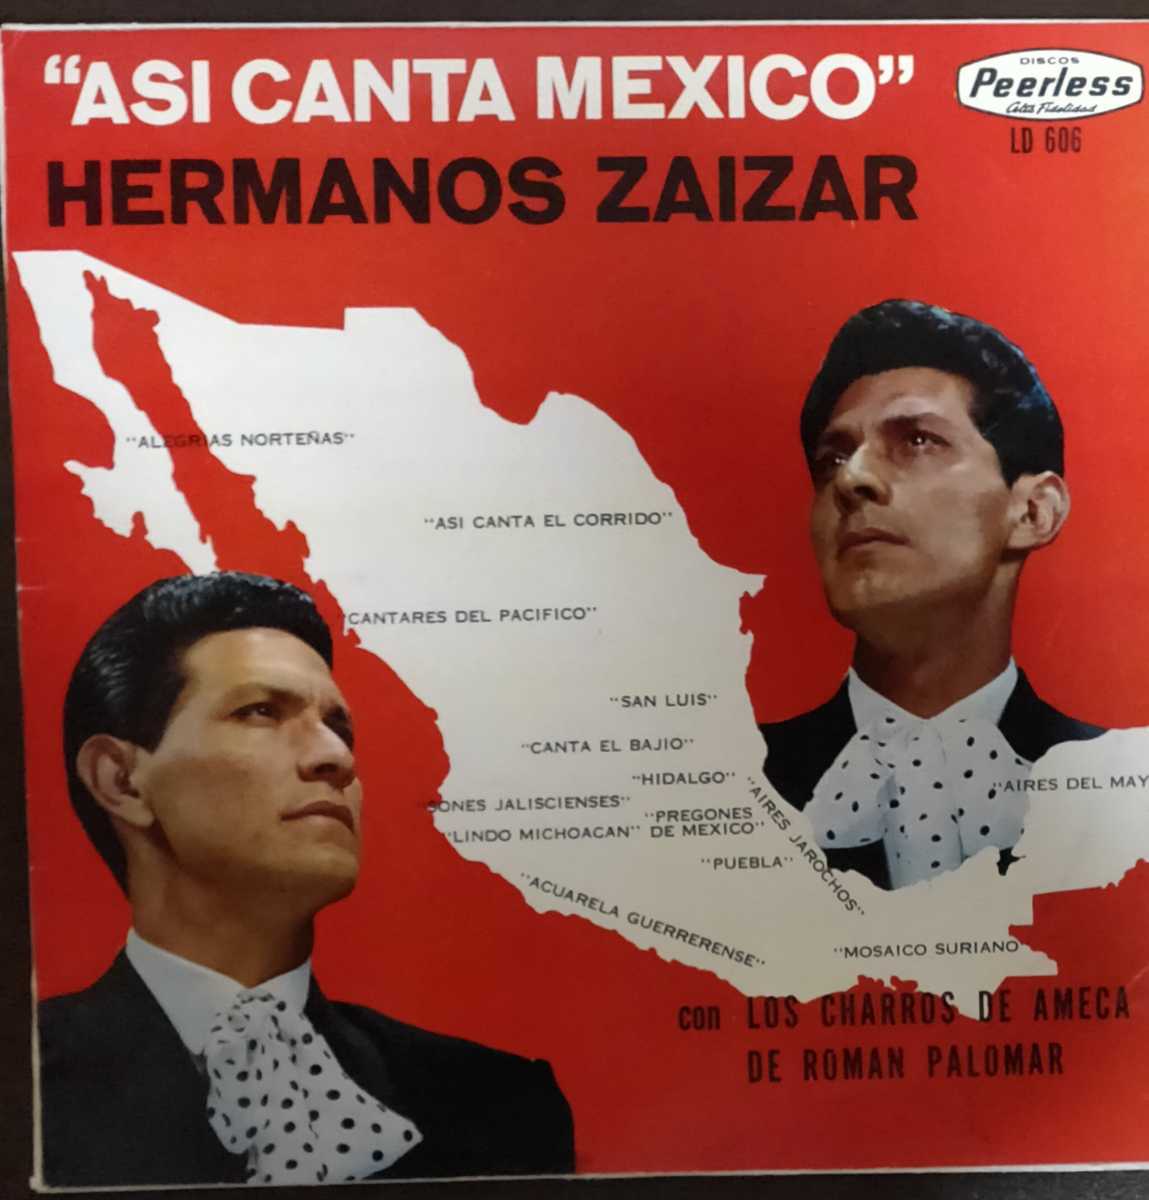 "ASI CANTA MEXICO"
DISCOS
Peerless
Alta Fidelidad
LD 606
HERMANOS ZAIZAR
"ALEGRIAS NORTEÑAS"
"ASI CANTA EL CORRIDO"
"CANTARES DEL PACIFICO"
"SAN LUIS"
"CANTA EL BAJIO"
"HIDALGO"
"AIRES JAROCHOS"
"AIRES DEL MAY
SONES JALISCIENSES"
"PREGONES
DE MEXICO"
"LINDO MICHOACAN"
"PUEBLA"
"ACUARELA GUERRERENSE"
"MOSAICO SURIANO
con LOS CHARROS DE AMECA
DE ROMAN PALOMAR